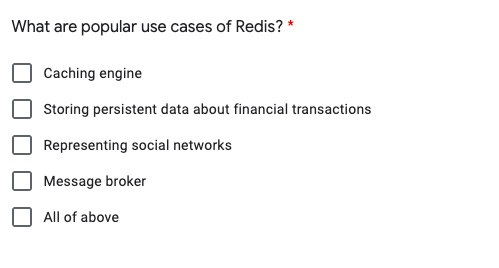 What are popular use cases of Redis? *
Caching engine
Storing persistent data about financial transactions
Representing social networks
Message broker
All of above